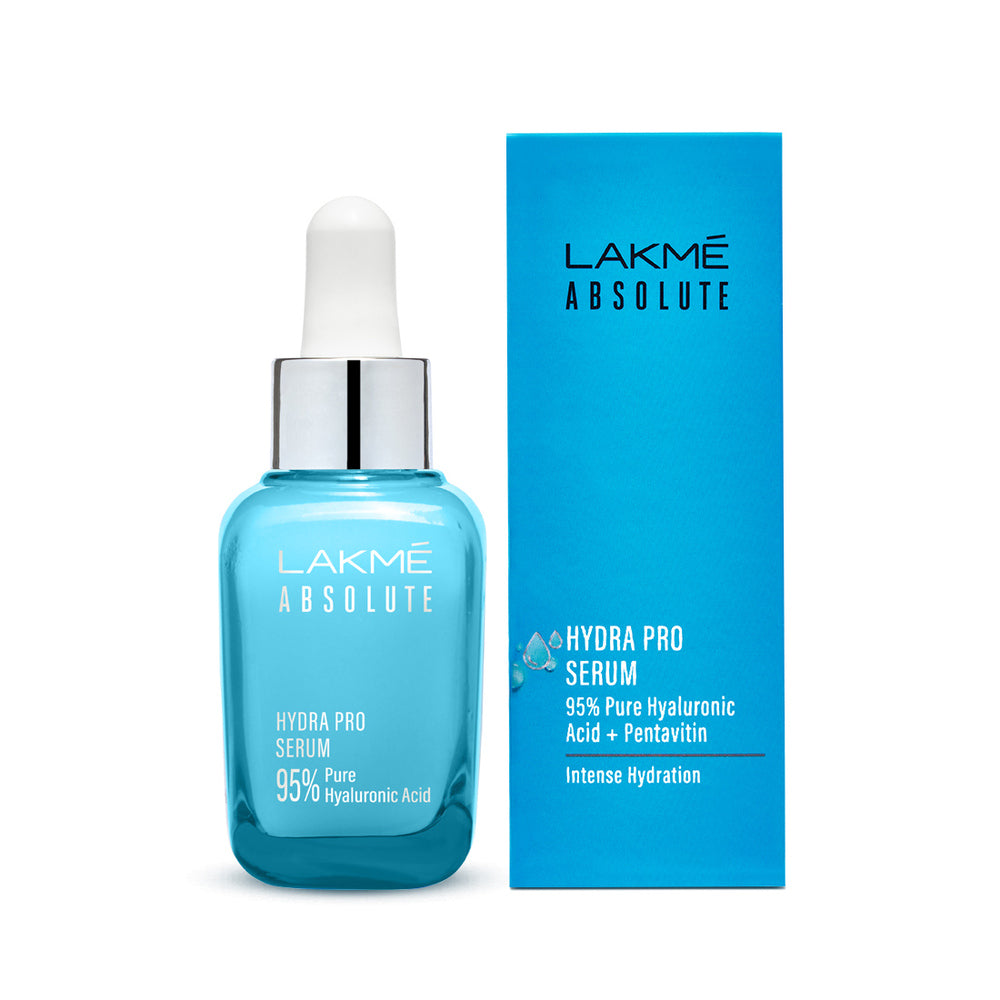 LAKMÉ
ABSOLUTE
HYDRA PRO
SERUM
95% Pure
Hyaluronic Acid
LAKMÉ
ABSOLUTE
HYDRA PRO
SERUM
95% Pure Hyaluronic
Acid + Pentavitin
Intense Hydration